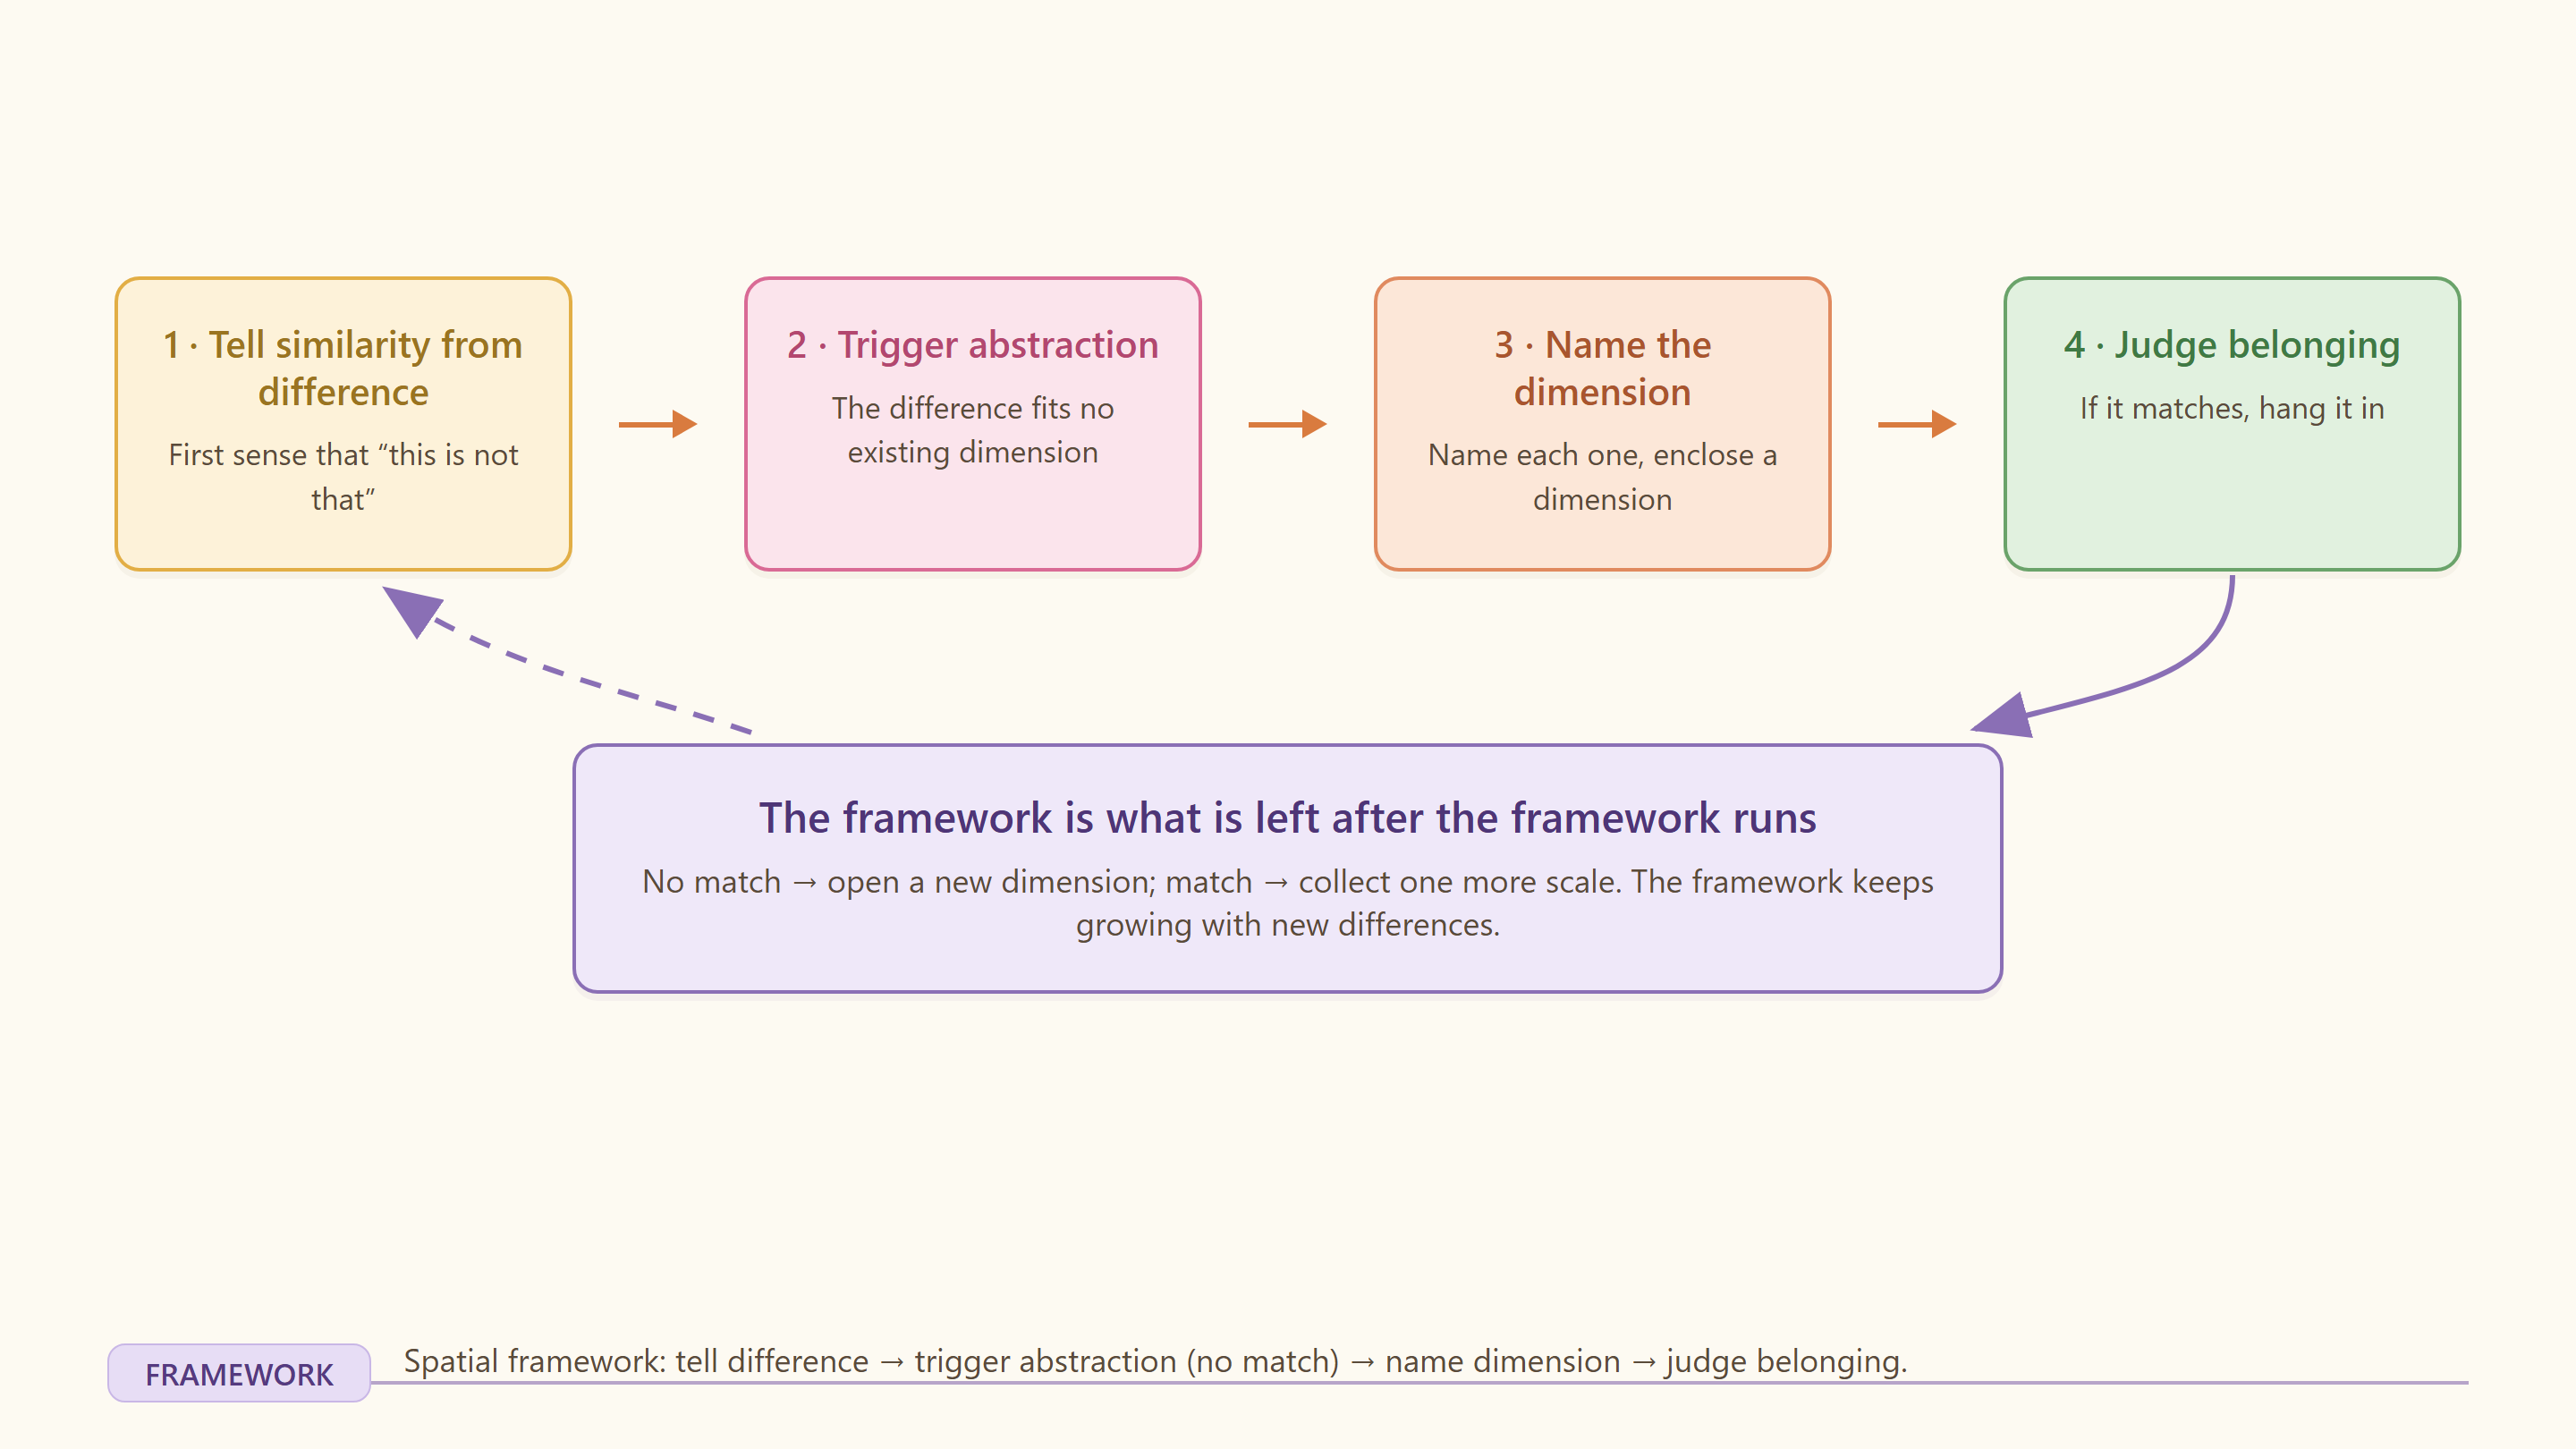 1 · Tell similarity from
difference
First sense that “this is not
that”
2 · Trigger abstraction
The difference fits no
existing dimension
3 · Name the
dimension
Name each one, enclose a
dimension
4 · Judge belonging
If it matches, hang it in
The framework is what is left after the framework runs
No match → open a new dimension; match → collect one more scale. The framework keeps
growing with new differences.
FRAMEWORK
Spatial framework: tell difference → trigger abstraction (no match) → name dimension → judge belonging.